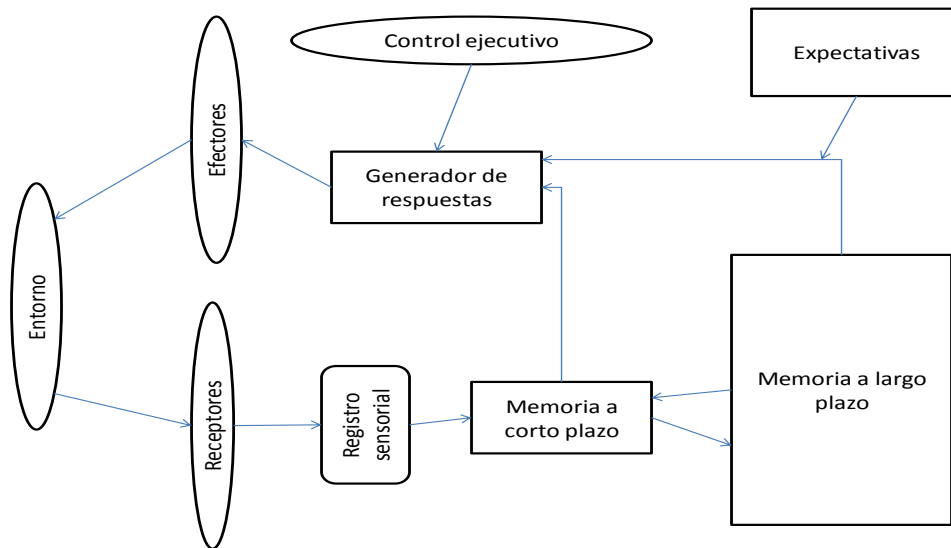 Control ejecutivo
Expectativas
Efectores
Generador de
respuestas
Entorno
Receptores
Registro
sensorial
Memoria a
corto plazo
Memoria a largo
plazo